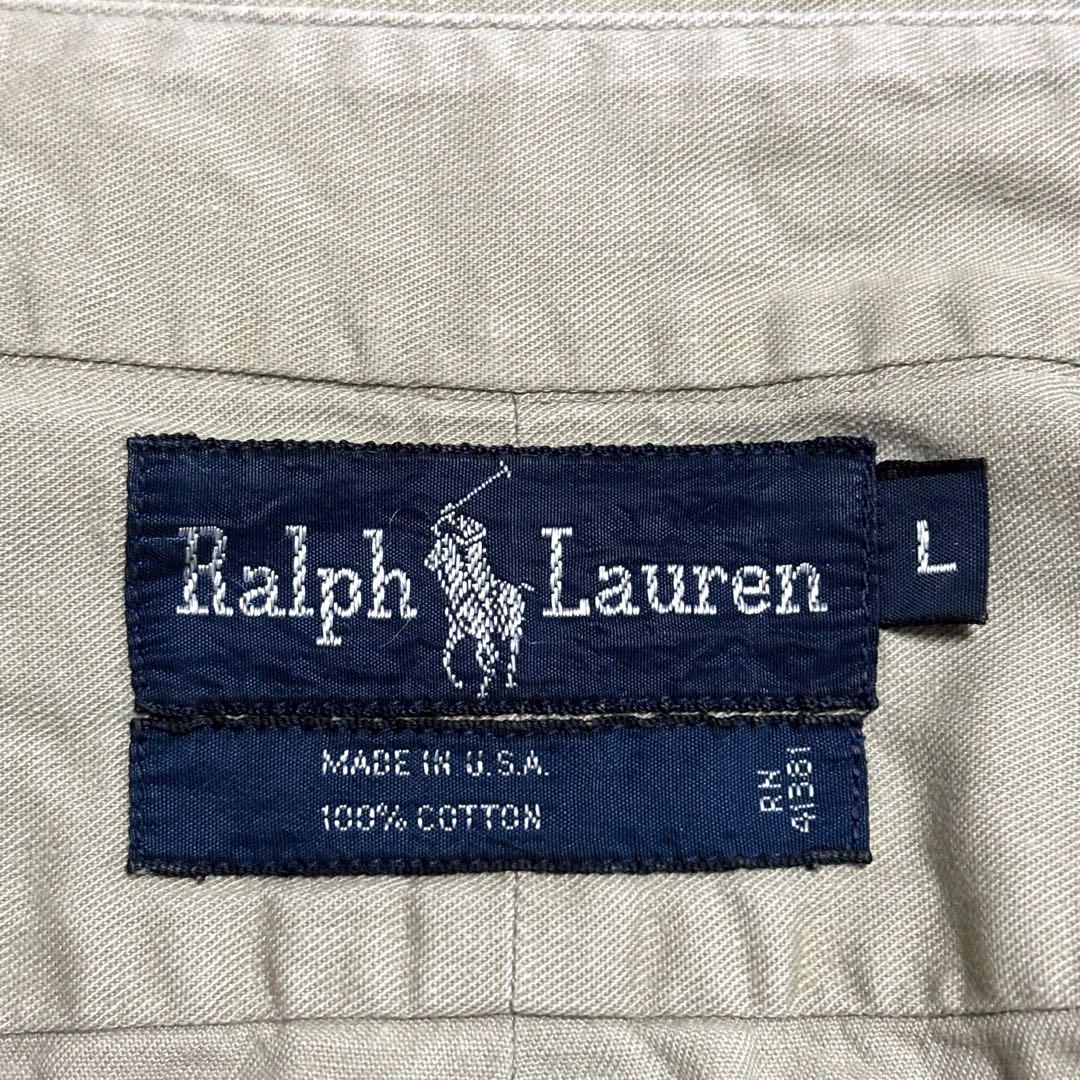 Ralph Lauren
L
MADE IN U.S.A.
100% COTTON
RN
41381